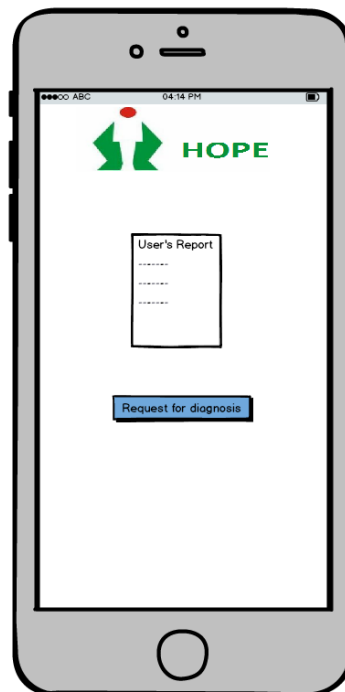 ABC 04:14 PM
HOPE
User's Report
-------
-------
-------
Request for diagnosis